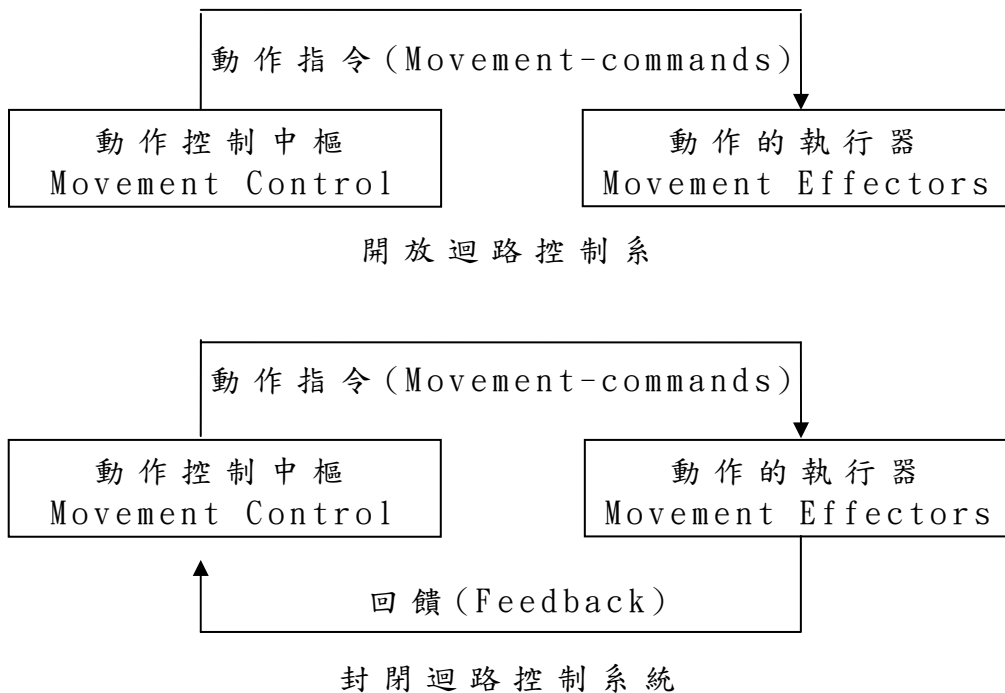 動作指令(Movement-commands)
動作控制中樞
Movement Control
動作的執行器
Movement Effectors
開放迴路控制系
動作指令(Movement-commands)
動作控制中樞
Movement Control
動作的執行器
Movement Effectors
回饋(Feedback)
封閉迴路控制系統